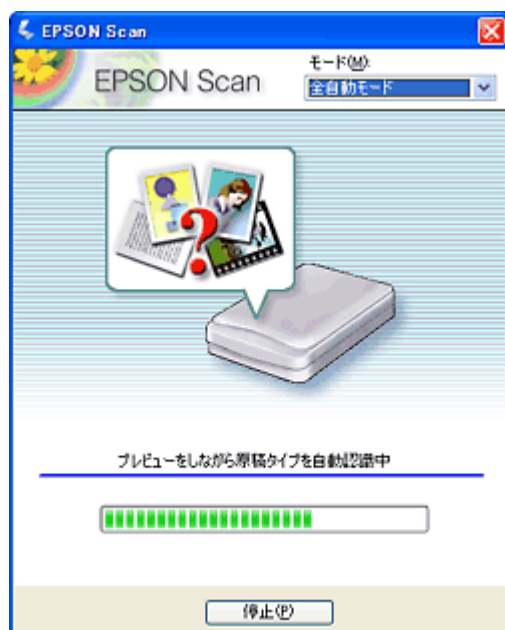 EPSON Scan
EPSON Scan
モード(M):
全自動モード
?
プレビューをしながら原稿タイプを自動認識中
停止(P)